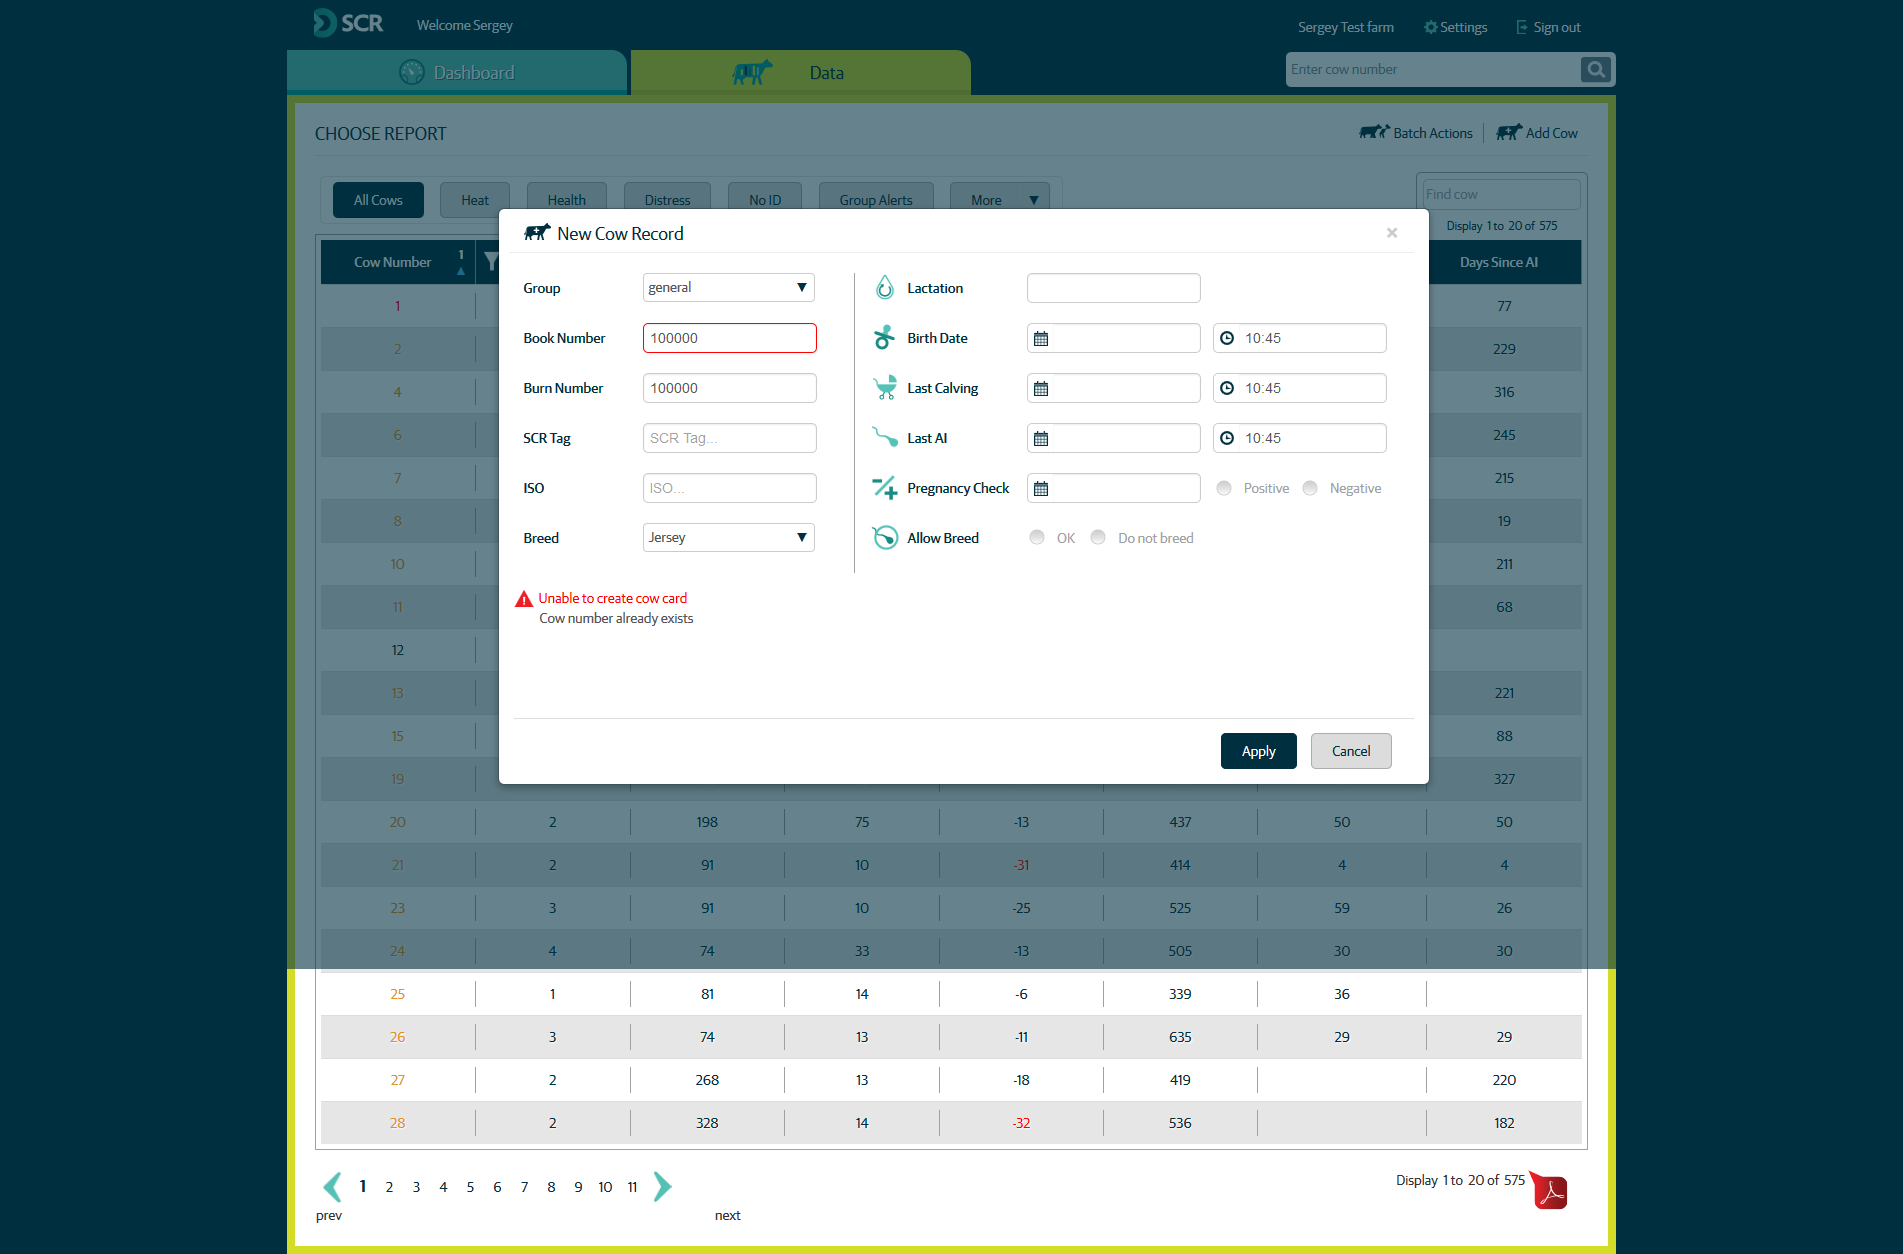 SCR
Welcome Sergey
Sergey Test farm
Settings
Sign out
Dashboard
Data
Enter cow number
CHOOSE REPORT
Batch Actions
Add Cow
All Cows
Heat
Health
Distress
No ID
Group Alerts
More ▼
Find cow
Display 1 to 20 of 575
Cow Number 1
Days Since AI
New Cow Record
×
Group general ▼
Book Number 100000
Burn Number 100000
SCR Tag SCR Tag...
ISO ISO...
Breed Jersey ▼
Lactation
Birth Date 10:45
Last Calving 10:45
Last AI 10:45
Pregnancy Check Positive Negative
Allow Breed OK Do not breed
Unable to create cow card
Cow number already exists
Apply
Cancel
1 77
2 229
4 316
6 245
7 215
8 19
10 211
11 68
12
13 221
15 88
19 327
20 2 198 75 -13 437 50 50
21 2 91 10 -31 414 4 4
23 3 91 10 -25 525 59 26
24 4 74 33 -13 505 30 30
25 1 81 14 -6 339 36
26 3 74 13 -11 635 29 29
27 2 268 13 -18 419 220
28 2 328 14 -32 536 182
1 2 3 4 5 6 7 8 9 10 11
prev
next
Display 1 to 20 of 575